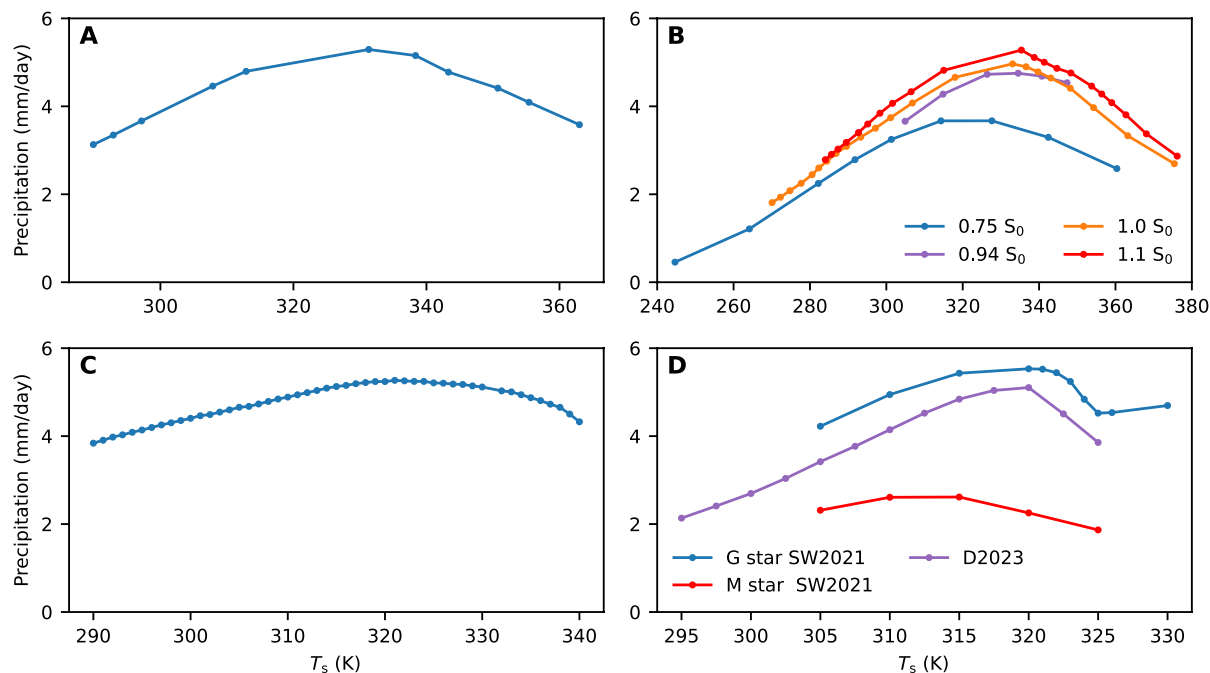 A
Precipitation (mm/day)
6
4
2
0
300
320
340
360
B
6
4
2
0
240
260
280
300
320
340
360
380
0.75 S₀
1.0 S₀
0.94 S₀
1.1 S₀
C
Precipitation (mm/day)
6
4
2
0
290
300
310
320
330
340
Tₛ (K)
D
6
4
2
0
295
300
305
310
315
320
325
330
G star SW2021
D2023
M star  SW2021
Tₛ (K)